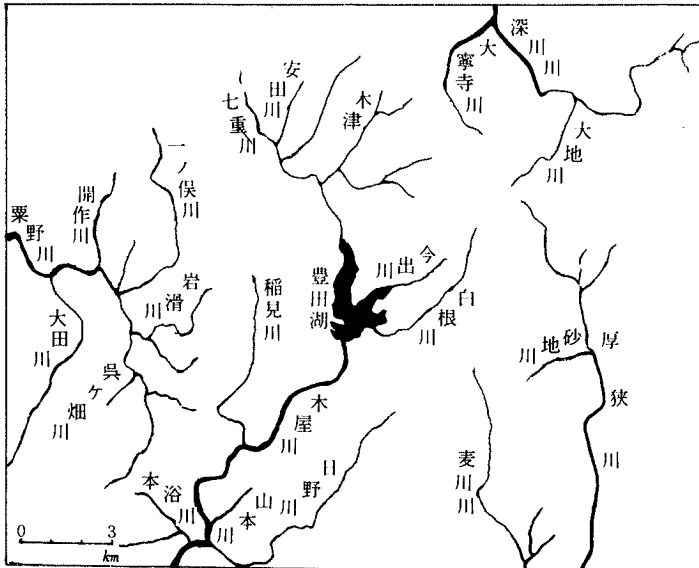 深川川
大寧寺川
大地川
安田川
七重川
木津
一ノ俣川
開作川
粟野川
岩滑川
稲見川
豊田湖
今出川
白根川
大田川
呉ケ畑川
木屋川
日野川
山本川
本浴川
砂地川
厚狭川
麦川川
0 3
km